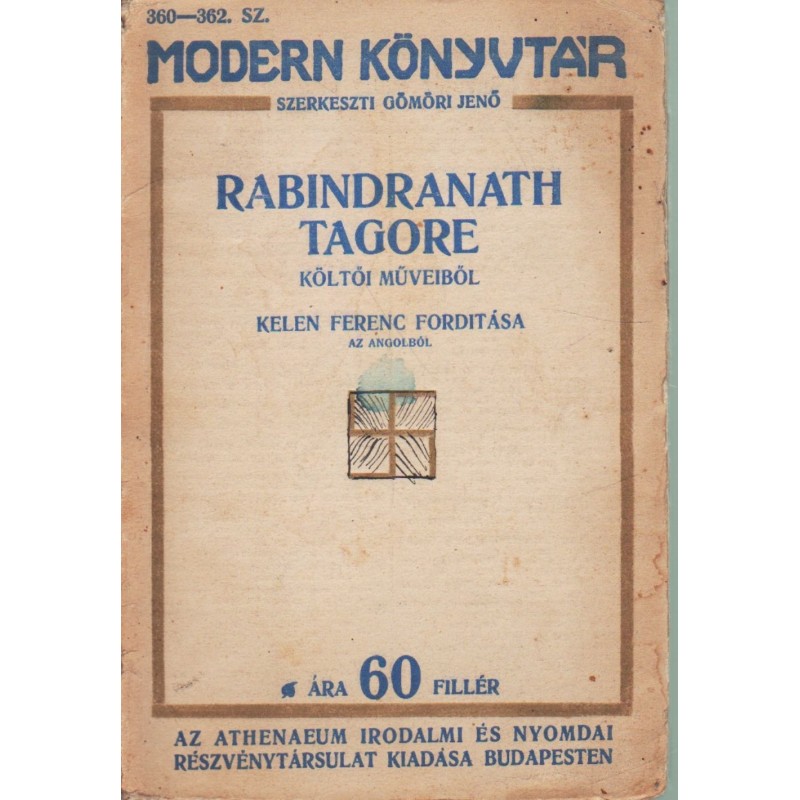 360—362. SZ.
MODERN KÖNYVTÁR
SZERKESZTI GÖMÖRI JENŐ
RABINDRANATH
TAGORE
KÖLTŐI MŰVEIBŐL
KELEN FERENC FORDITÁSA
AZ ANGOLBÓL
ÁRA 60 FILLÉR
AZ ATHENAEUM IRODALMI ÉS NYOMDAI
RÉSZVÉNYTÁRSULAT KIADÁSA BUDAPESTEN